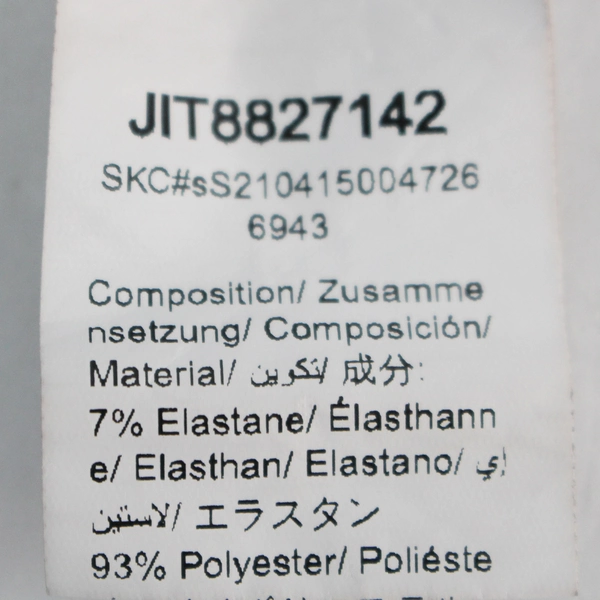 JIT8827142
SKC#sS210415004726
6943
Composition/ Zusamme
nsetzung/ Composición/
Material/ لتكوين/ 成分:
7% Elastane/ Élasthann
e/ Elasthan/ Elastano/ إي
لاستين/ エラスタン
93% Polyester/ Poliéste